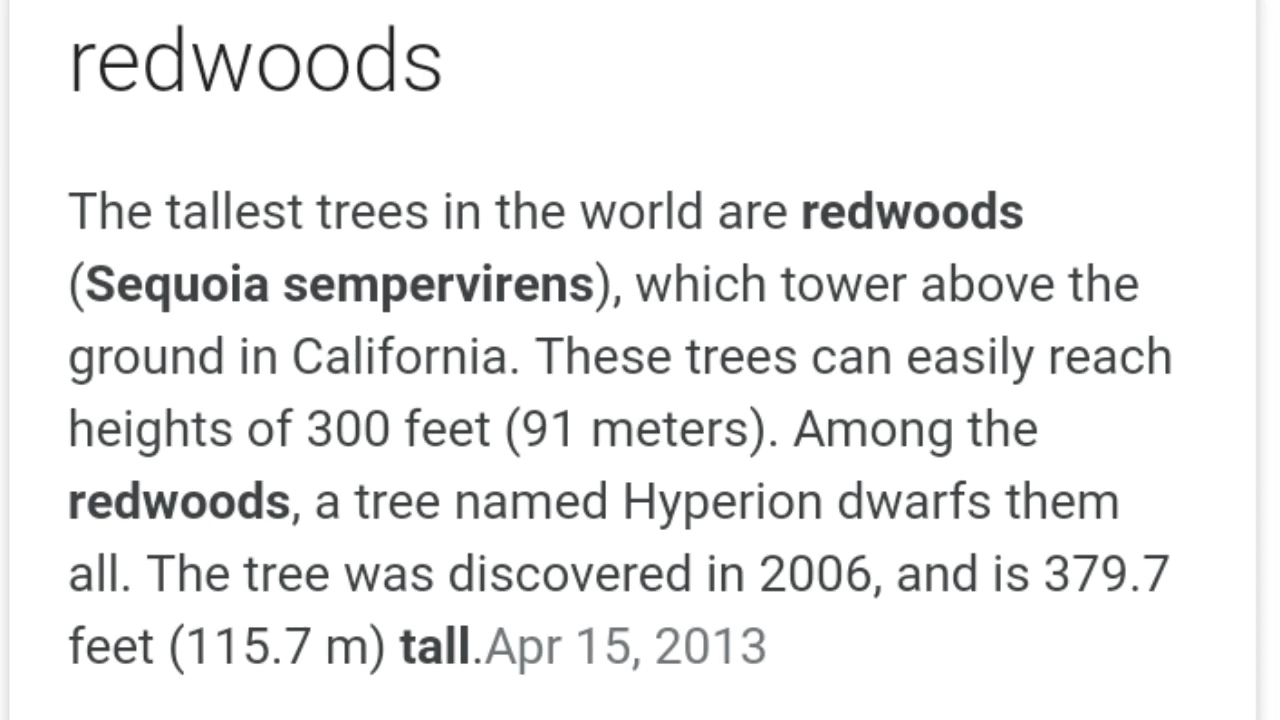 redwoods
The tallest trees in the world are redwoods
(Sequoia sempervirens), which tower above the
ground in California. These trees can easily reach
heights of 300 feet (91 meters). Among the
redwoods, a tree named Hyperion dwarfs them
all. The tree was discovered in 2006, and is 379.7
feet (115.7 m) tall.Apr 15, 2013